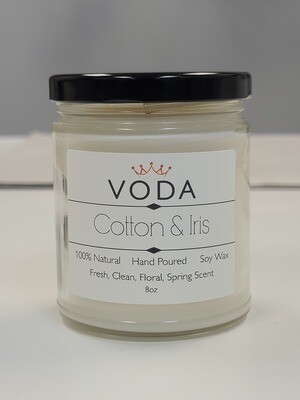 VODA
Cotton & Iris
100% Natural Hand Poured Soy Wax
Fresh, Clean, Floral, Spring Scent
8oz